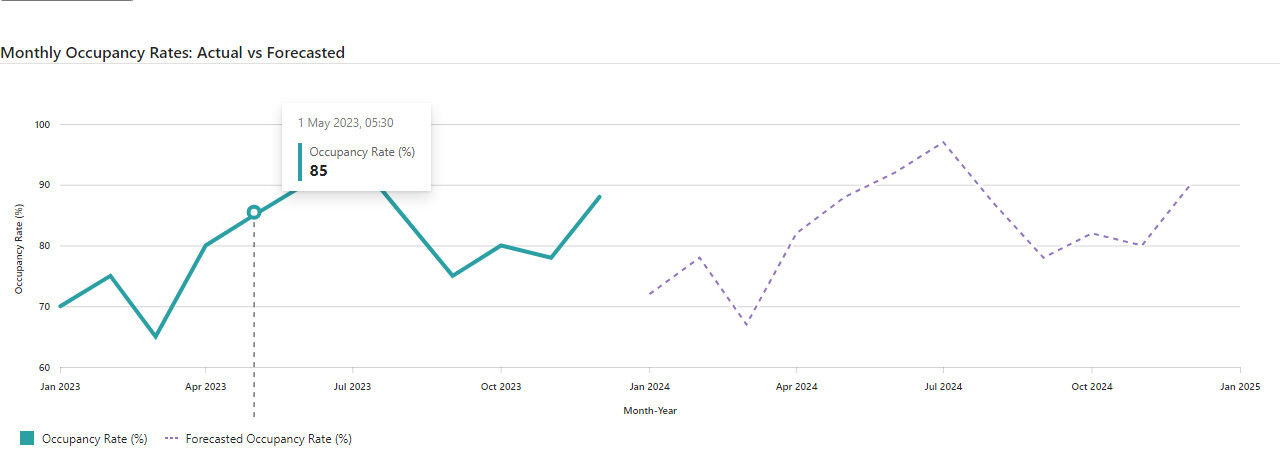 Monthly Occupancy Rates: Actual vs Forecasted
1 May 2023, 05:30
Occupancy Rate (%)
85
100
90
80
70
60
Occupancy Rate (%)
Jan 2023
Apr 2023
Jul 2023
Oct 2023
Jan 2024
Apr 2024
Jul 2024
Oct 2024
Jan 2025
Month-Year
Occupancy Rate (%)
Forecasted Occupancy Rate (%)